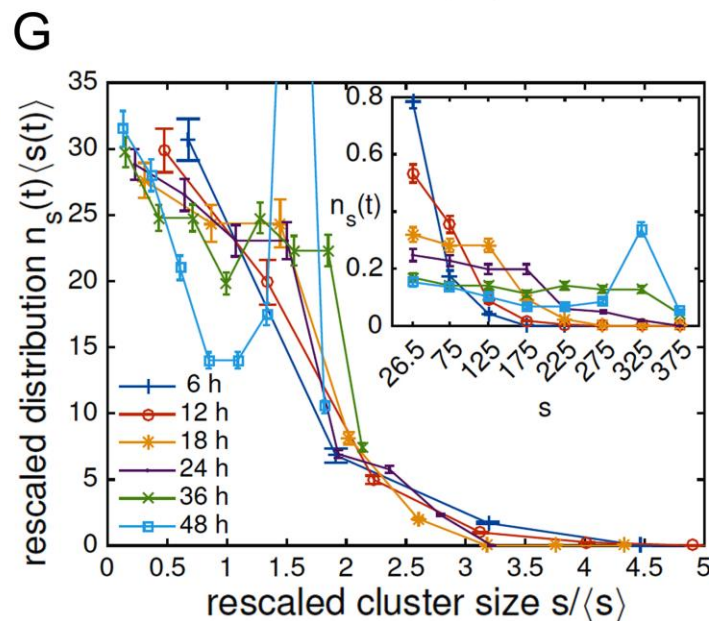 G
rescaled distribution nₛ(t)⟨s(t)⟩
35
30
25
20
15
10
5
0
0 0.5 1 1.5 2 2.5 3 3.5 4 4.5 5
rescaled cluster size s/⟨s⟩
6 h
12 h
18 h
24 h
36 h
48 h
nₛ(t)
0.8
0.6
0.4
0.2
0
26.5 75 125 175 225 275 325 375
s